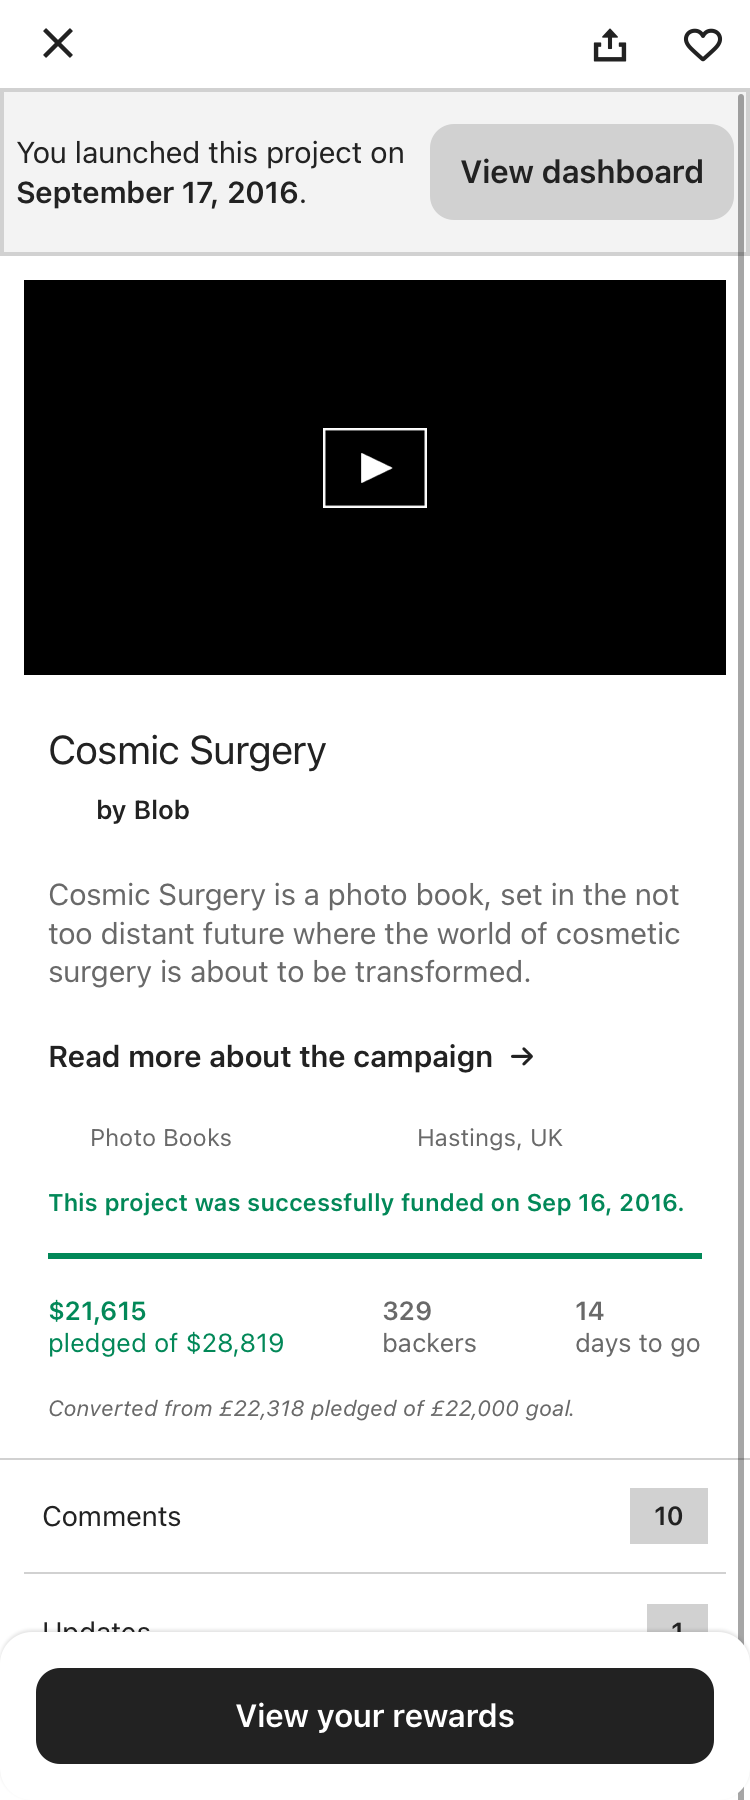 You launched this project on
September 17, 2016.
View dashboard
Cosmic Surgery
by Blob
Cosmic Surgery is a photo book, set in the not
too distant future where the world of cosmetic
surgery is about to be transformed.
Read more about the campaign →
Photo Books
Hastings, UK
This project was successfully funded on Sep 16, 2016.
$21,615
pledged of $28,819
329
backers
14
days to go
Converted from £22,318 pledged of £22,000 goal.
Comments
10
Updates
1
View your rewards